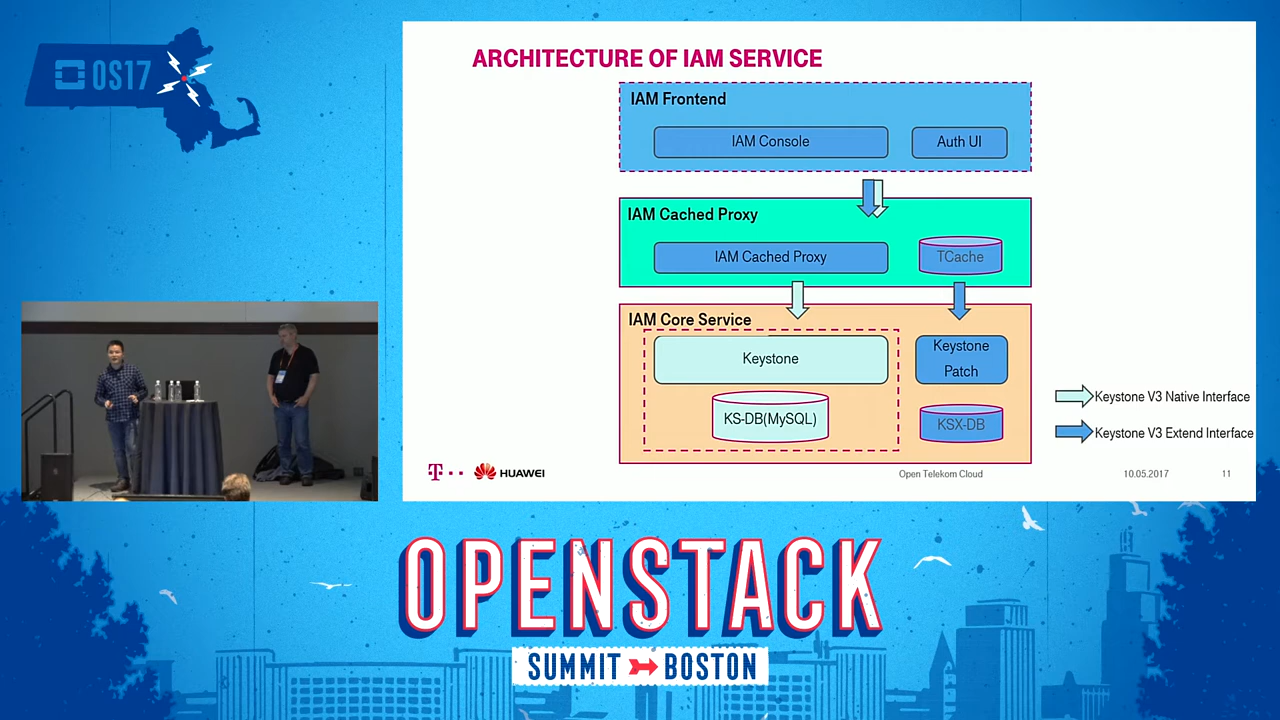 OS17
ARCHITECTURE OF IAM SERVICE
IAM Frontend
IAM Console
Auth UI
IAM Cached Proxy
IAM Cached Proxy
TCache
IAM Core Service
Keystone
Keystone
Patch
KS-DB(MySQL)
KSX-DB
Keystone V3 Native Interface
Keystone V3 Extend Interface
T
HUAWEI
Open Telekom Cloud
10.05.2017
11
OPENSTACK
SUMMIT BOSTON